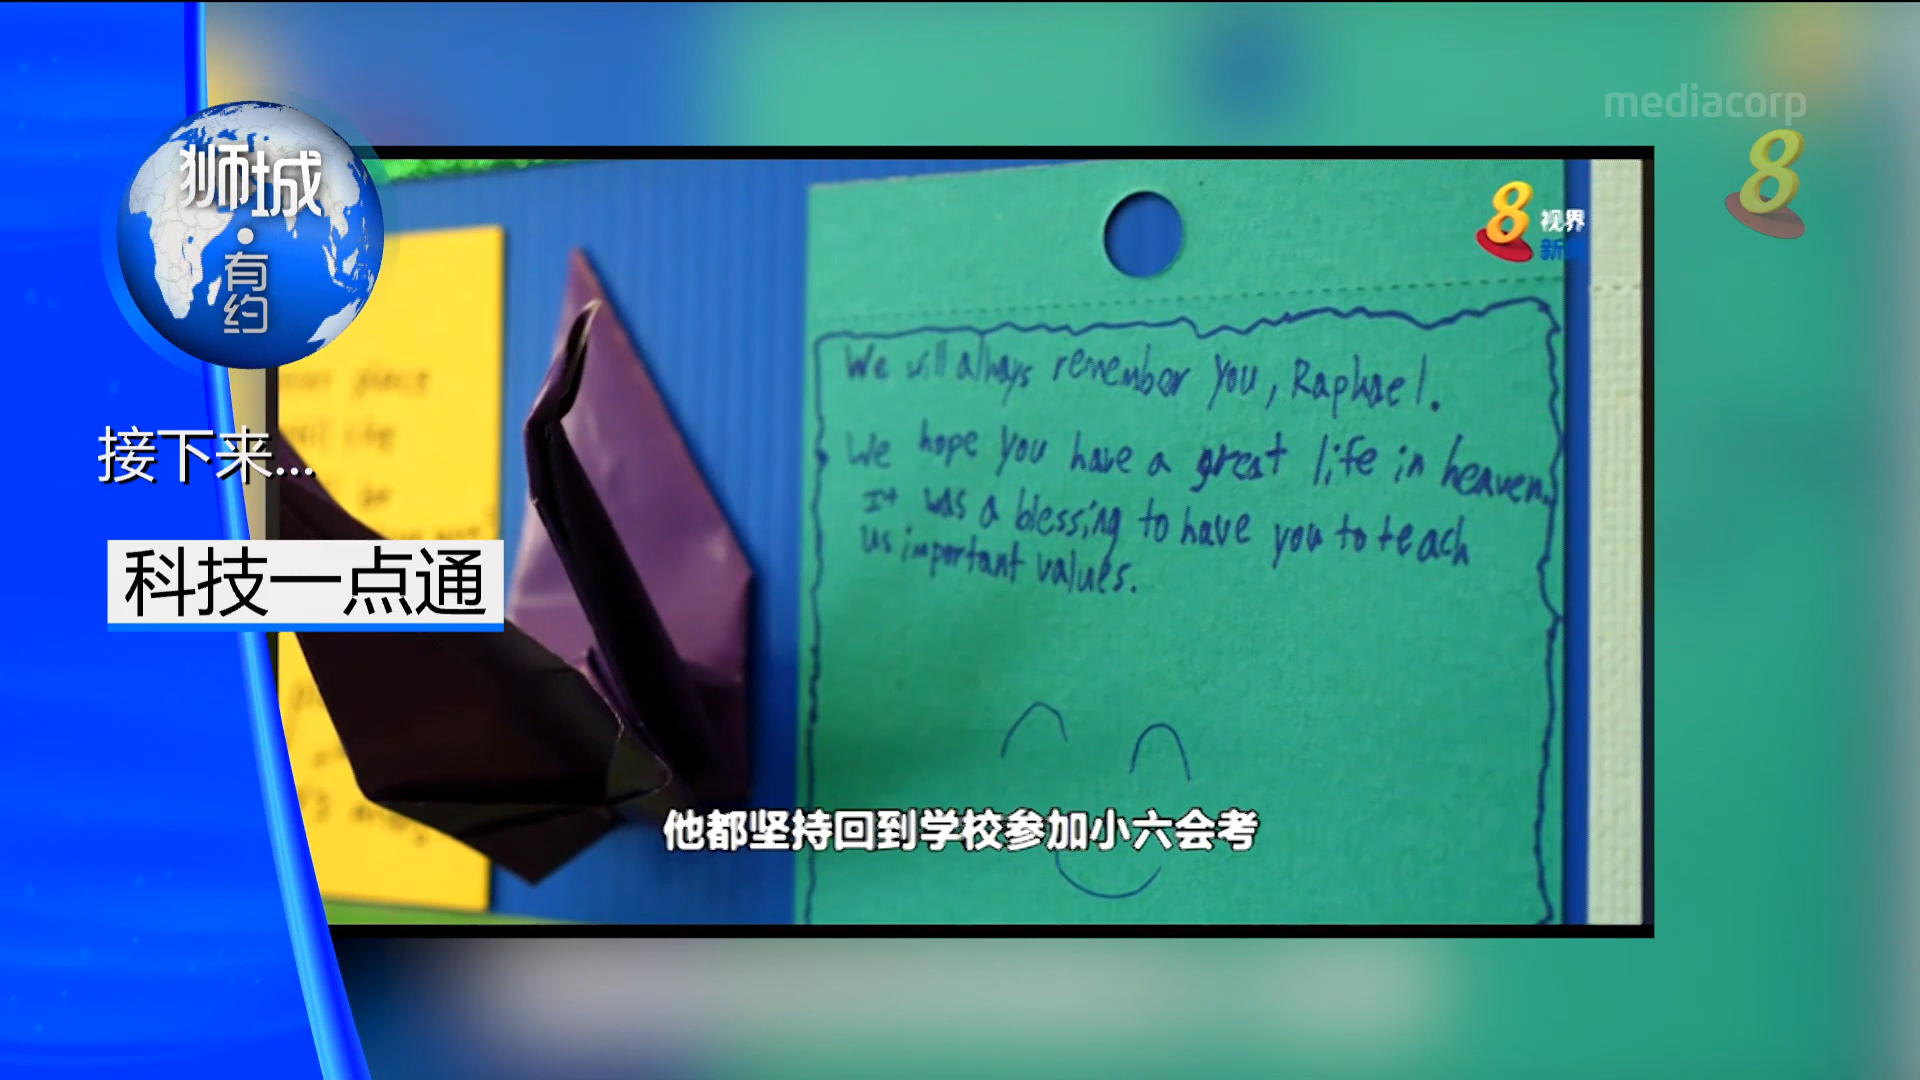 mediacorp
8
狮城
有约
8 视界
新
接下来...
科技一点通
place
We will always remember you, Raphael.
We hope you have a great life in heaven.
It was a blessing to have you to teach
us important values.
他都坚持回到学校参加小六会考